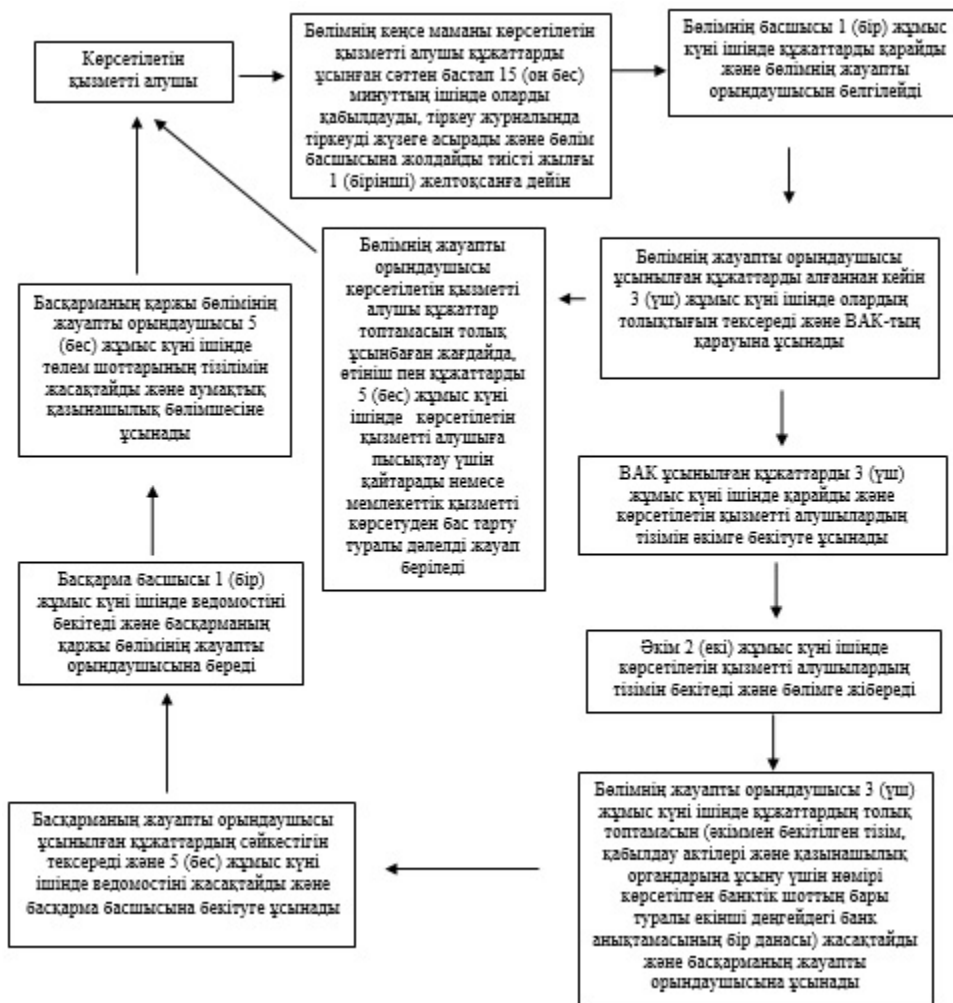 Көрсетілетін
қызметті алушы
Бөлімнің кеңсе маманы көрсетілетін
қызметті алушы құжаттарды
ұсынған сәттен бастап 15 (он бес)
минуттың ішінде оларды
қабылдауды, тіркеу журналында
тіркеуді жүзеге асырады және бөлім
басшысына жолдайды тиісті жылғы
1 (бірінші) желтоқсанға дейін
Бөлімнің басшысы 1 (бір) жұмыс
күні ішінде құжаттарды қарайды
және бөлімнің жауапты
орындаушысын белгілейді
Бөлімнің жауапты орындаушысы
ұсынылған құжаттарды алғаннан кейін
3 (үш) жұмыс күні ішінде олардың
толықтығын тексереді және ВАК-тың
қарауына ұсынады
Бөлімнің жауапты
орындаушысы
көрсетілетін қызметті
алушы құжаттар
топтамасын толық
ұсынбаған жағдайда,
өтініш пен құжаттарды
5 (бес) жұмыс күні
ішінде көрсетілетін
қызметті алушыға
пысықтау үшін
қайтарады немесе
мемлекеттік қызметті
көрсетуден бас тарту
туралы дәлелді жауап
беріледі
ВАК ұсынылған құжаттарды 3 (үш)
жұмыс күні ішінде қарайды және
көрсетілетін қызметті алушылардың
тізімін әкімге бекітуге ұсынады
Әкім 2 (екі) жұмыс күні ішінде
көрсетілетін қызметті алушылардың
тізімін бекітеді және бөлімге жібереді
Бөлімнің жауапты орындаушысы 3 (үш)
жұмыс күні ішінде құжаттардың толық
топтамасын (әкіммен бекітілген тізім,
қабылдау актілері және қазынашылық
органдарына ұсыну үшін нөмірі
көрсетілген банктік шоттың бары
туралы екінші деңгейдегі банк
анықтамасының бір данасы) жасақтайды
және басқарманың жауапты
орындаушысына ұсынады
Басқарманың жауапты орындаушысы
ұсынылған құжаттардың сәйкестігін
тексереді және 5 (бес) жұмыс күні
ішінде ведомостіні жасақтайды және
басқарма басшысына бекітуге ұсынады
Басқарма басшысы 1 (бір)
жұмыс күні ішінде ведомостіні
бекітеді және басқарманың
қаржы бөлімінің жауапты
орындаушысына береді
Басқарманың қаржы бөлімінің
жауапты орындаушысы 5
(бес) жұмыс күні ішінде
төлем шоттарының тізілімін
жасақтайды және аумақтық
қазынашылық бөлімшесіне
ұсынады